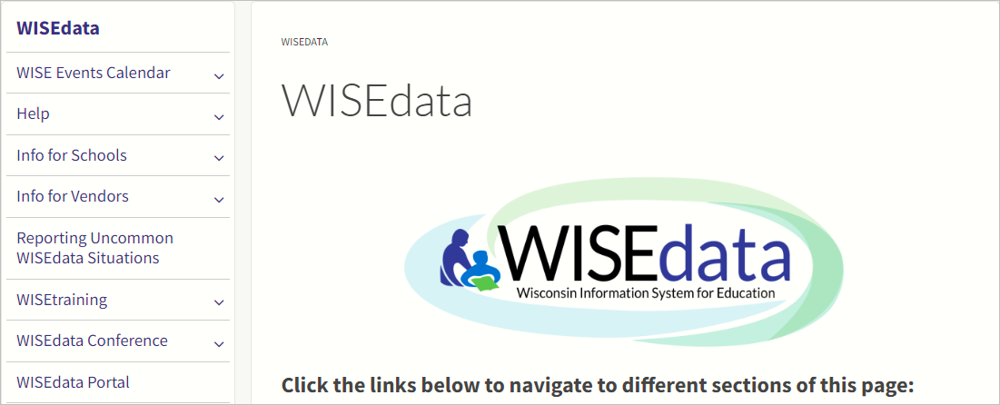 WISEdata
WISE Events Calendar
Help
Info for Schools
Info for Vendors
Reporting Uncommon
WISEdata Situations
WISEtraining
WISEdata Conference
WISEdata Portal
WISEDATA
WISEdata
WISEdata
Wisconsin Information System for Education
Click the links below to navigate to different sections of this page: